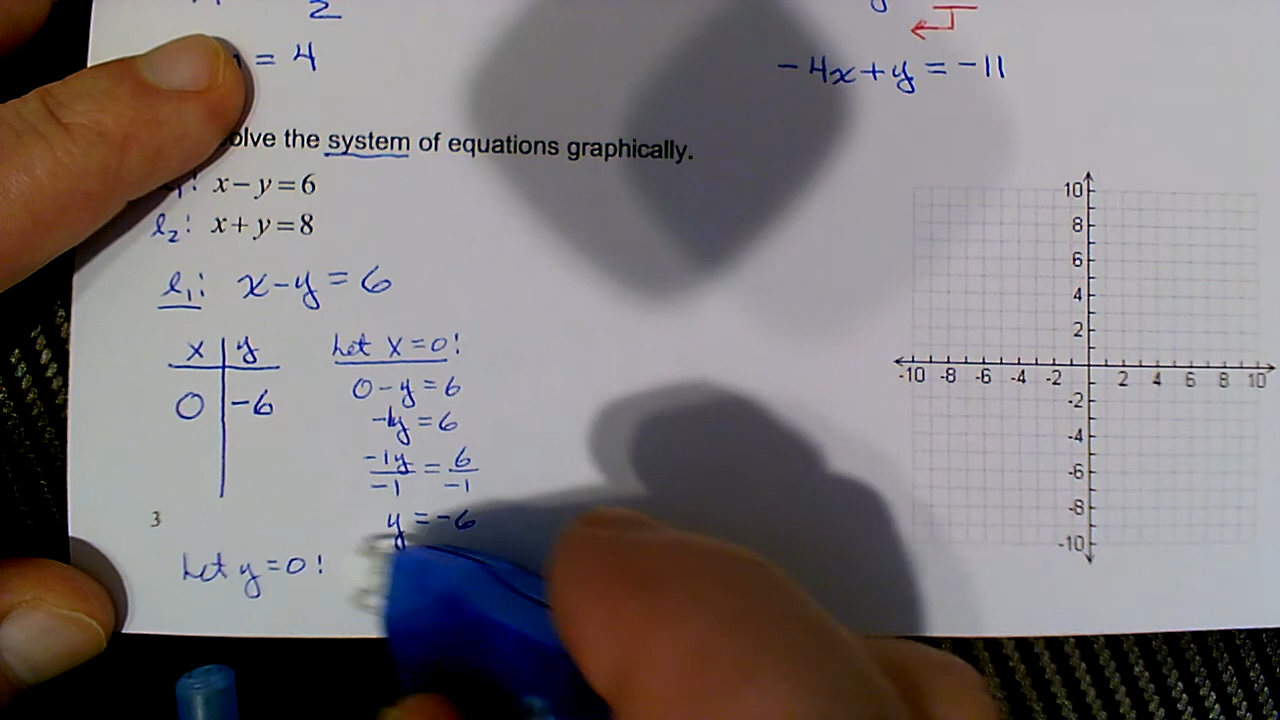 2
= 4
-4x+y = -11
olve the system of equations graphically.
x-y=6
l₂: x+y=8
l₁: x-y = 6
x y
0 -6
Let x=0:
0-y=6
-1y=6
-1y/-1 = 6/-1
y=-6
3
Let y=0:
10
8
6
4
2
-10 -8 -6 -4 -2 2 4 6 8 10
-2
-4
-6
-8
-10